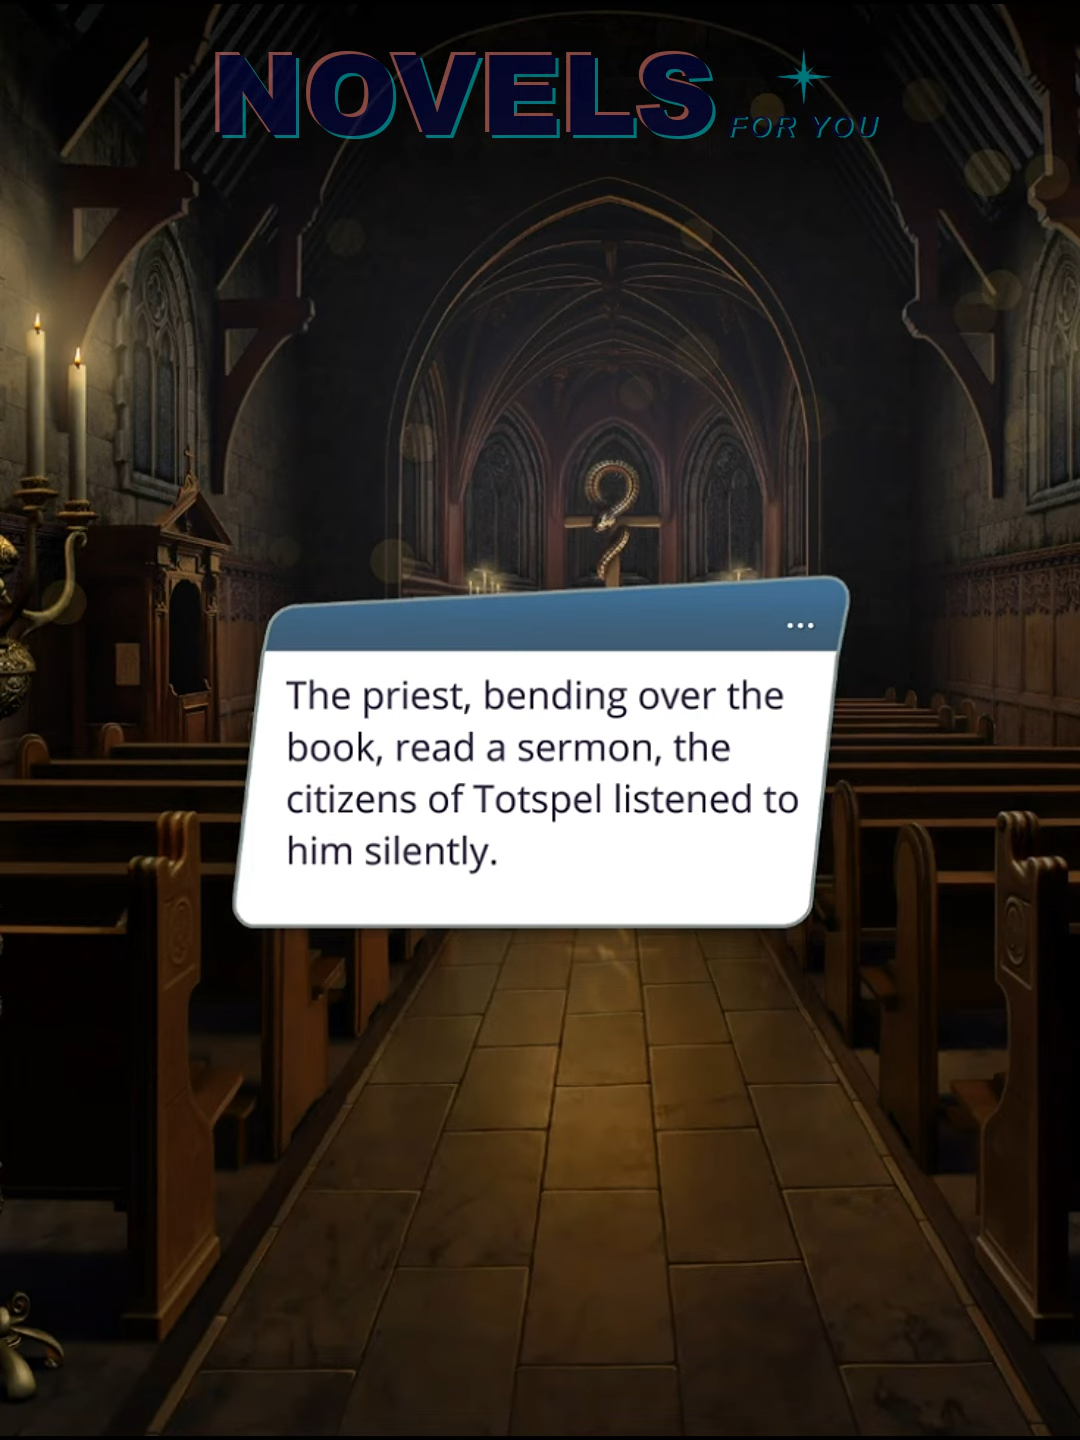 NOVELS
FOR YOU
...
The priest, bending over the
book, read a sermon, the
citizens of Totspel listened to
him silently.